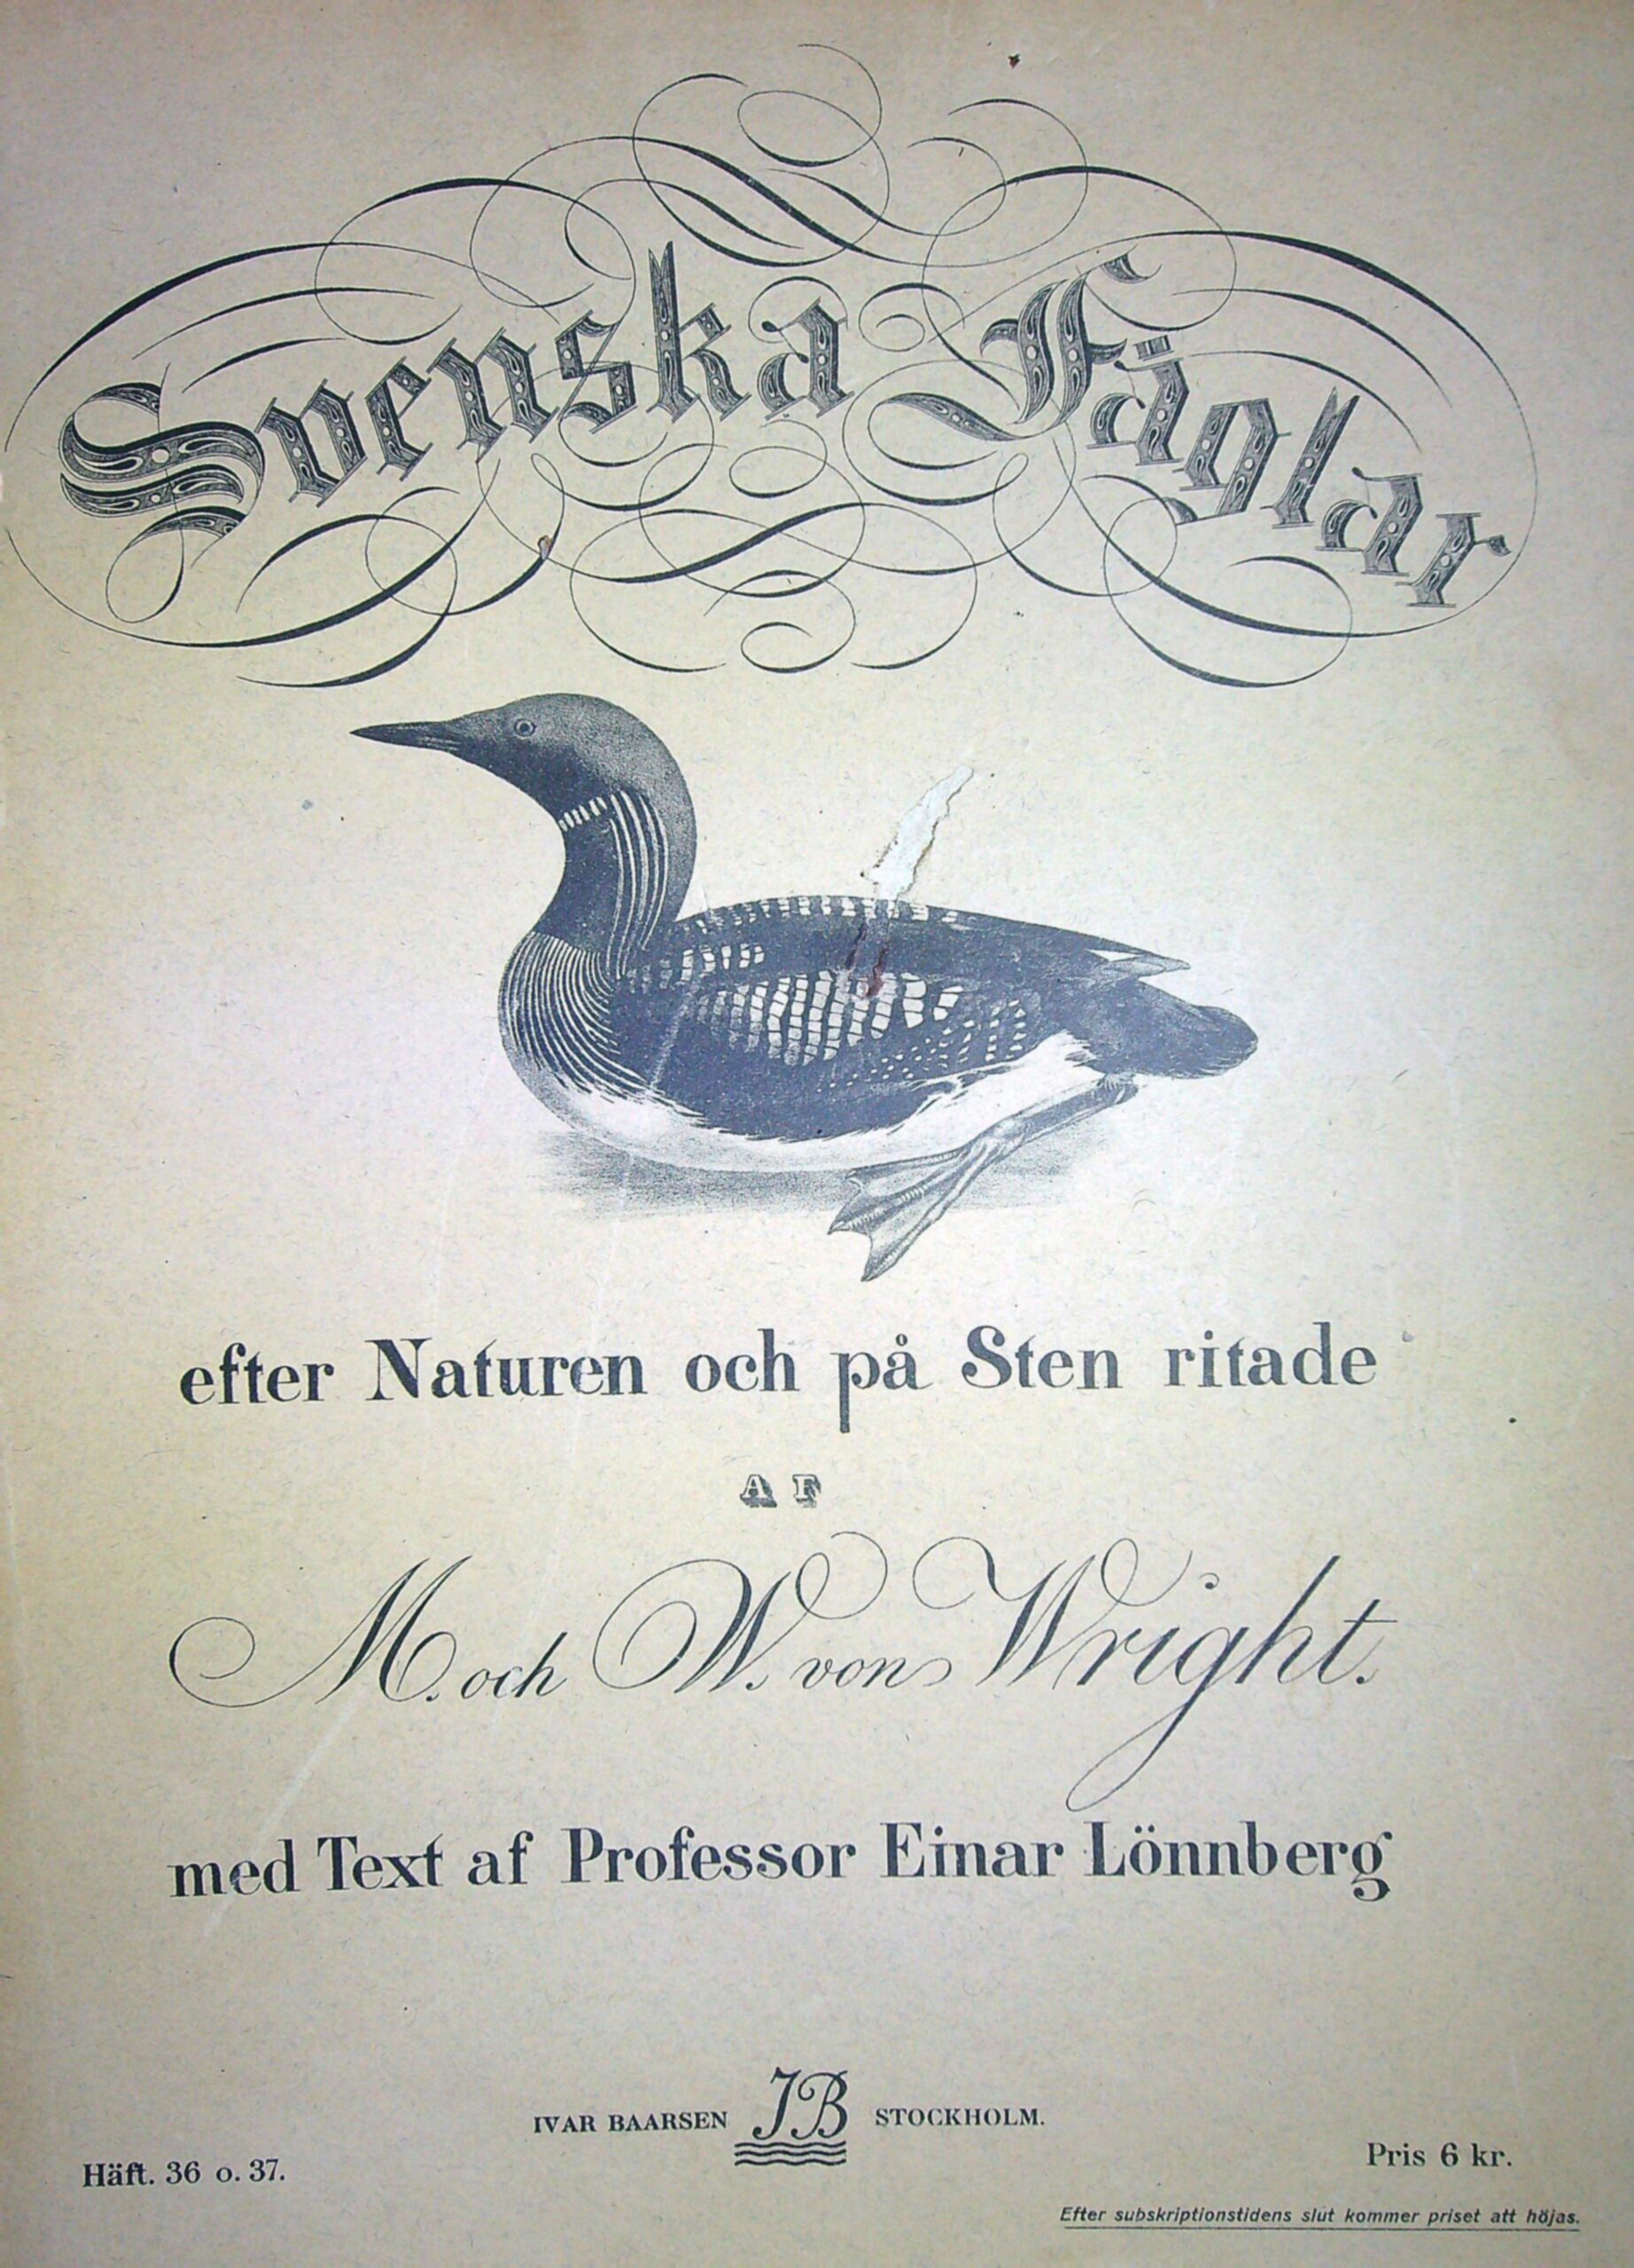 Svenska Fåglar
efter Naturen och på Sten ritade
AF
M. och W. von Wright.
med Text af Professor Einar Lönnberg
IVAR BAARSEN JB STOCKHOLM.
Häft. 36 o. 37.
Pris 6 kr.
Efter subskriptionstidens slut kommer priset att höjas.